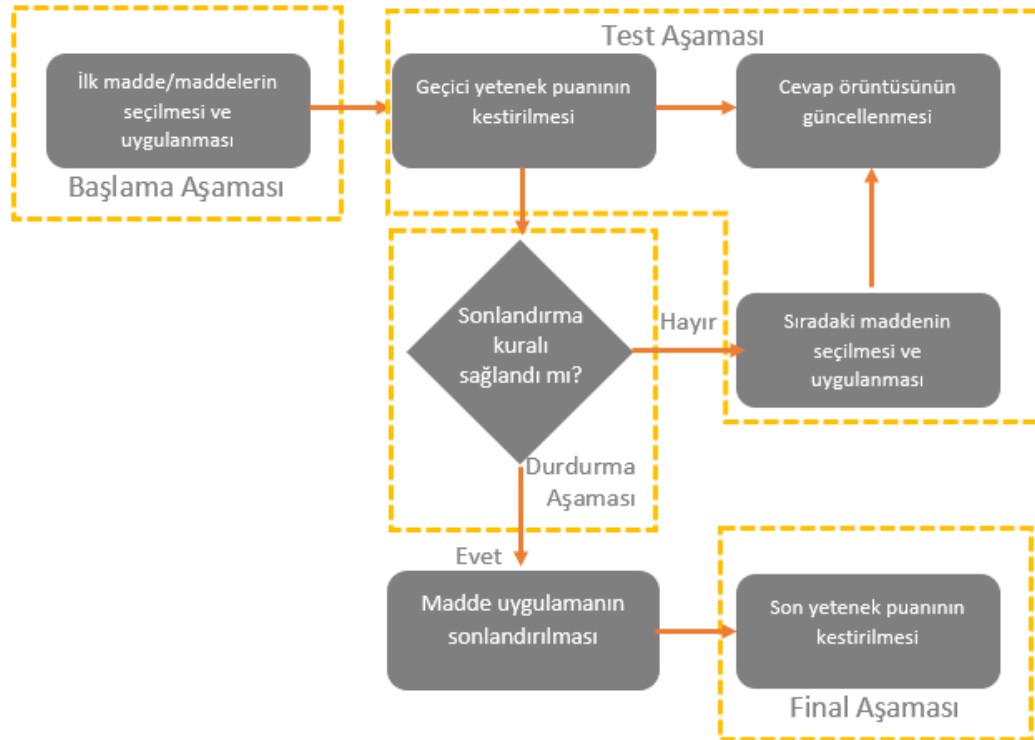 Test Aşaması
İlk madde/maddelerin
seçilmesi ve
uygulanması
Başlama Aşaması
Geçici yetenek puanının
kestirilmesi
Cevap örüntüsünün
güncellenmesi
Sonlandırma
kuralı
sağlandı mı?
Hayır
Sıradaki maddenin
seçilmesi ve
uygulanması
Durdurma
Aşaması
Evet
Madde uygulamanın
sonlandırılması
Son yetenek puanının
kestirilmesi
Final Aşaması